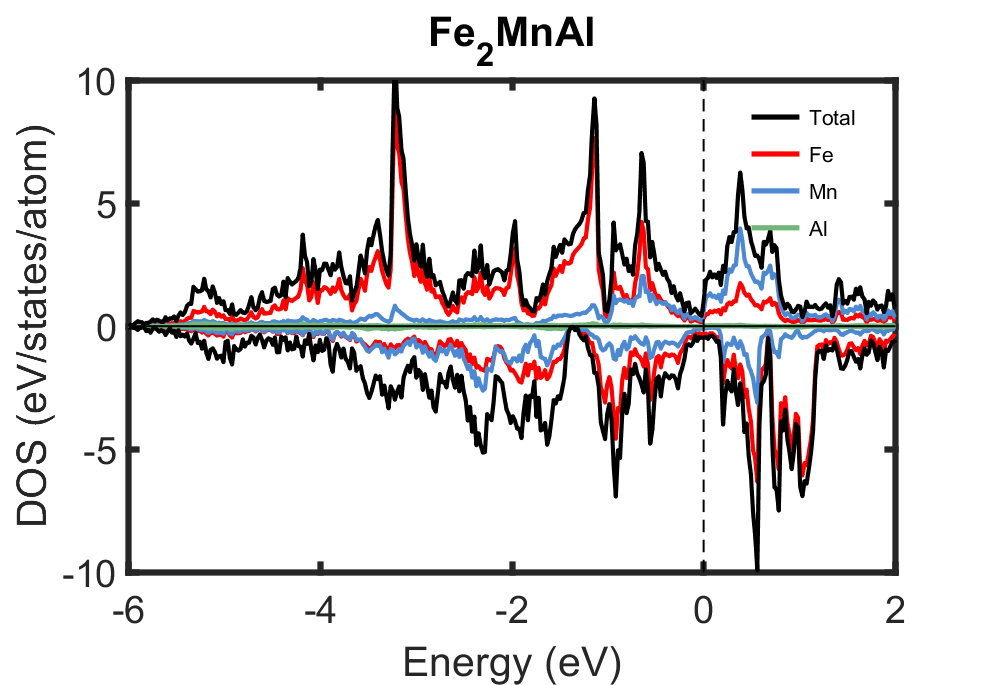 Fe₂MnAl
10
5
0
-5
-10
DOS (eV/states/atom)
Total
Fe
Mn
Al
-6 -4 -2 0 2
Energy (eV)